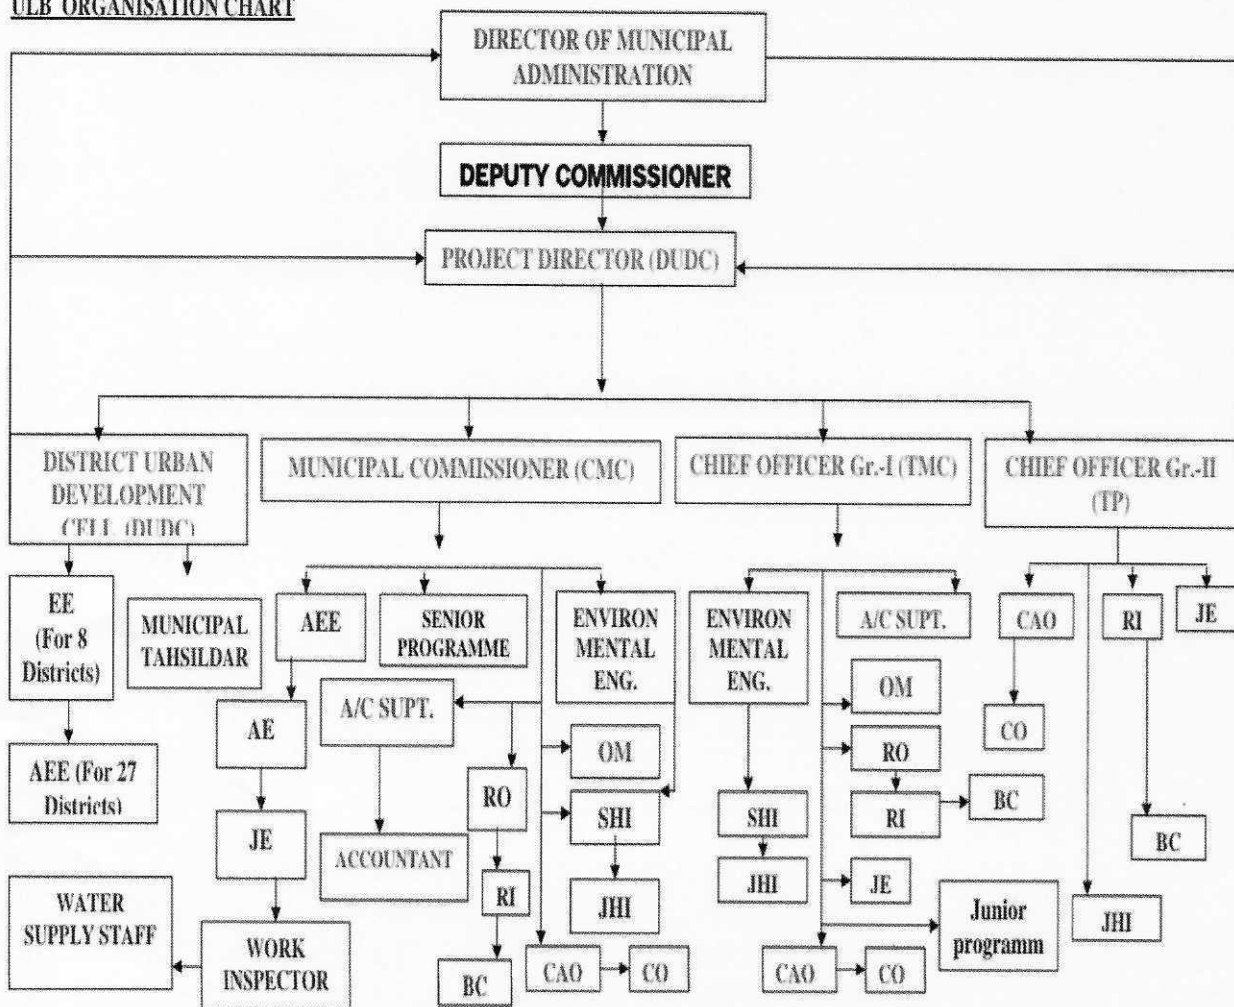 ULB ORGANISATION CHART
DIRECTOR OF MUNICIPAL
ADMINISTRATION
DEPUTY COMMISSIONER
PROJECT DIRECTOR (DUDC)
DISTRICT URBAN
DEVELOPMENT
CELL (DUDC)
MUNICIPAL COMMISSIONER (CMC)
CHIEF OFFICER Gr.-I (TMC)
CHIEF OFFICER Gr.-II
(TP)
EE
(For 8
Districts)
MUNICIPAL
TAHSILDAR
AEE (For 27
Districts)
AEE
SENIOR
PROGRAMME
ENVIRON
MENTAL
ENG.
AE
A/C SUPT.
RO
OM
SHI
JE
ACCOUNTANT
RI
JHI
WATER
SUPPLY STAFF
WORK
INSPECTOR
BC
CAO
CO
ENVIRON
MENTAL
ENG.
A/C SUPT.
OM
RO
SHI
RI
BC
JHI
JE
Junior
programm
CAO
CO
CAO
RI
JE
CO
BC
JHI